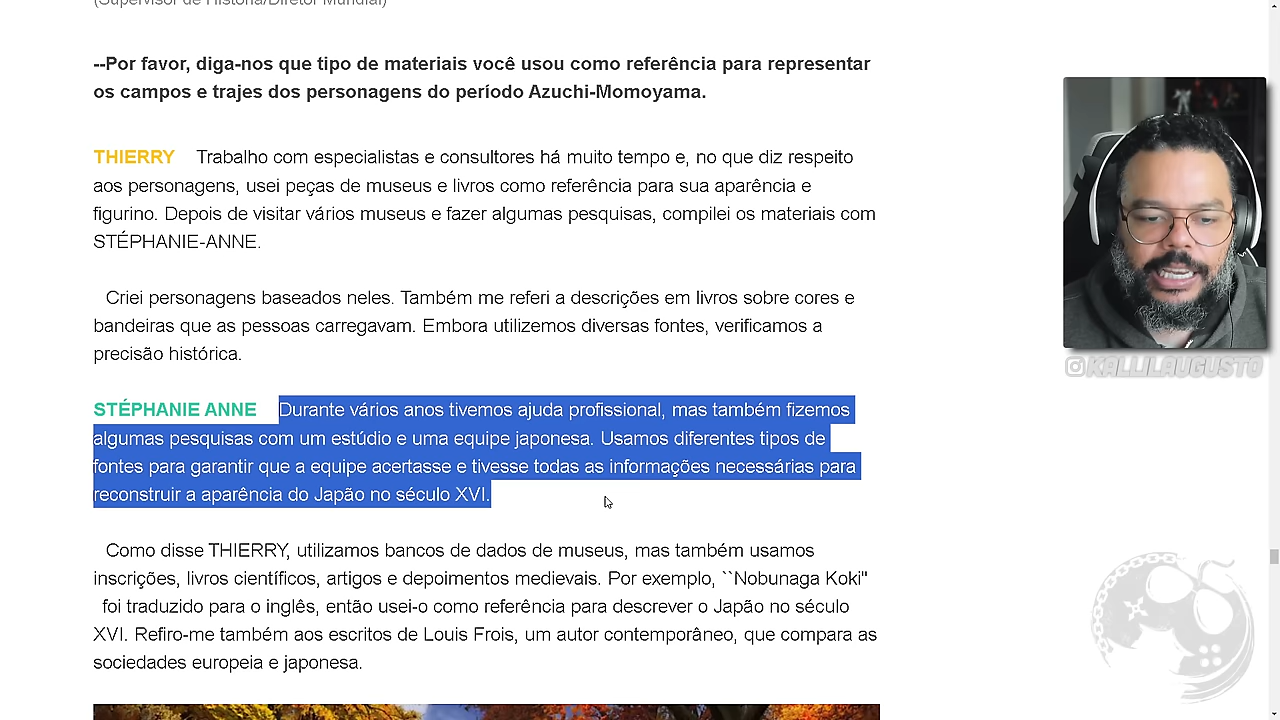 (Supervisor de História/Diretor Mundial)
--Por favor, diga-nos que tipo de materiais você usou como referência para representar
os campos e trajes dos personagens do período Azuchi-Momoyama.
THIERRY Trabalho com especialistas e consultores há muito tempo e, no que diz respeito
aos personagens, usei peças de museus e livros como referência para sua aparência e
figurino. Depois de visitar vários museus e fazer algumas pesquisas, compilei os materiais com
STÉPHANIE-ANNE.
Criei personagens baseados neles. Também me referi a descrições em livros sobre cores e
bandeiras que as pessoas carregavam. Embora utilizemos diversas fontes, verificamos a
precisão histórica.
STÉPHANIE ANNE Durante vários anos tivemos ajuda profissional, mas também fizemos
algumas pesquisas com um estúdio e uma equipe japonesa. Usamos diferentes tipos de
fontes para garantir que a equipe acertasse e tivesse todas as informações necessárias para
reconstruir a aparência do Japão no século XVI.
Como disse THIERRY, utilizamos bancos de dados de museus, mas também usamos
inscrições, livros científicos, artigos e depoimentos medievais. Por exemplo, ``Nobunaga Koki"
foi traduzido para o inglês, então usei-o como referência para descrever o Japão no século
XVI. Refiro-me também aos escritos de Louis Frois, um autor contemporâneo, que compara as
sociedades europeia e japonesa.
KALLILAUGUSTO